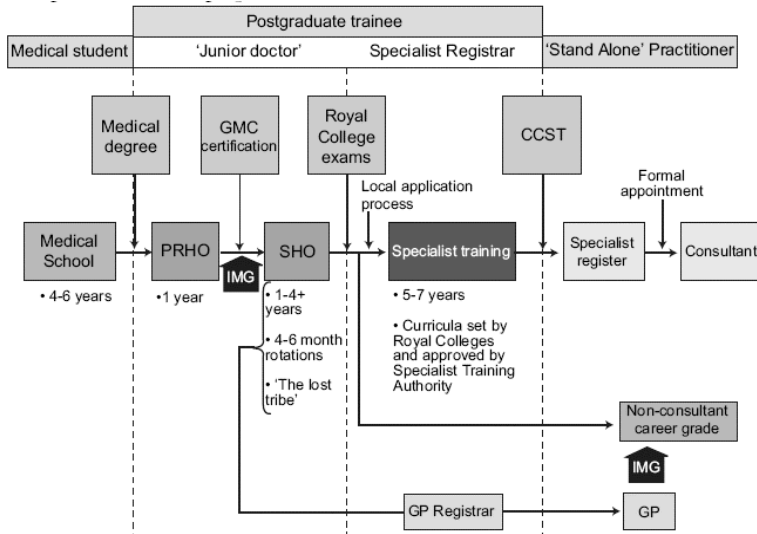 Postgraduate trainee
Medical student
'Junior doctor'
Specialist Registrar
'Stand Alone' Practitioner
Medical
degree
GMC
certification
Royal
College
exams
CCST
Local application
process
Formal
appointment
Medical
School
PRHO
IMG
SHO
Specialist training
Specialist
register
Consultant
• 4-6 years
•1 year
• 1-4+
years
• 4-6 month
rotations
• 'The lost
tribe'
• 5-7 years
• Curricula set by
Royal Colleges
and approved by
Specialist Training
Authority
Non-consultant
career grade
IMG
GP Registrar
GP